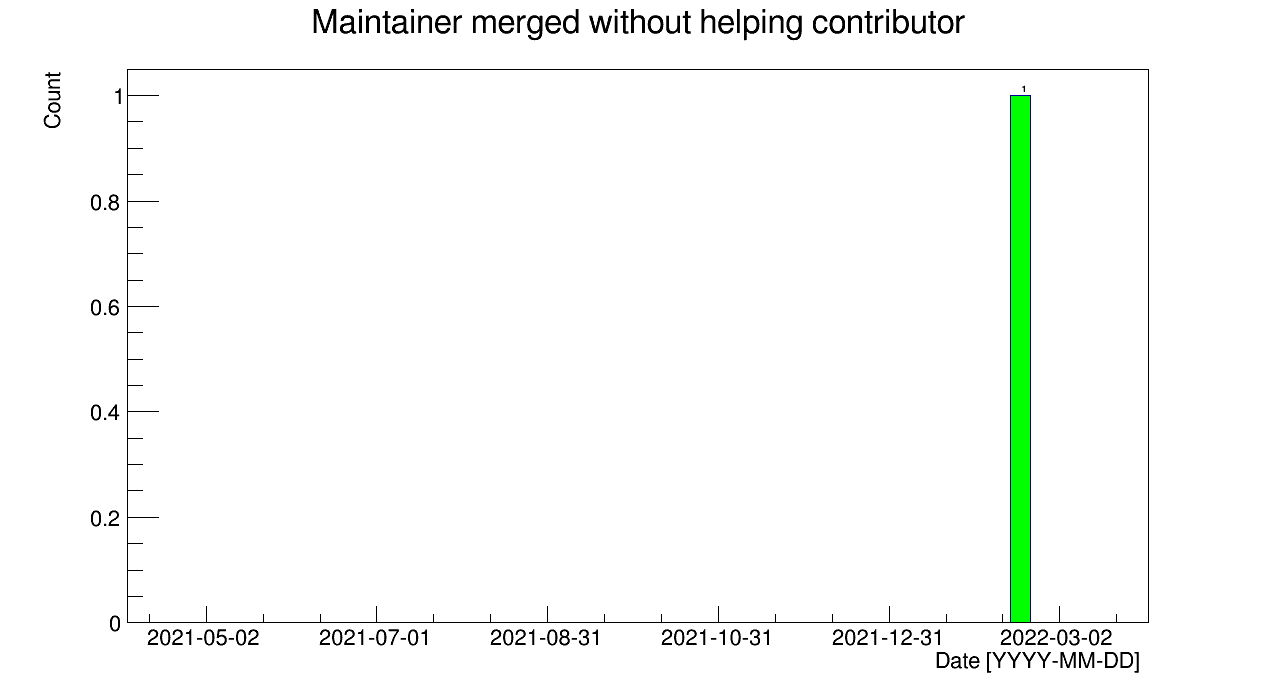 Maintainer merged without helping contributor
Count
1
1
0.8
0.6
0.4
0.2
0
2021-05-02 2021-07-01 2021-08-31 2021-10-31 2021-12-31 2022-03-02
Date [YYYY-MM-DD]